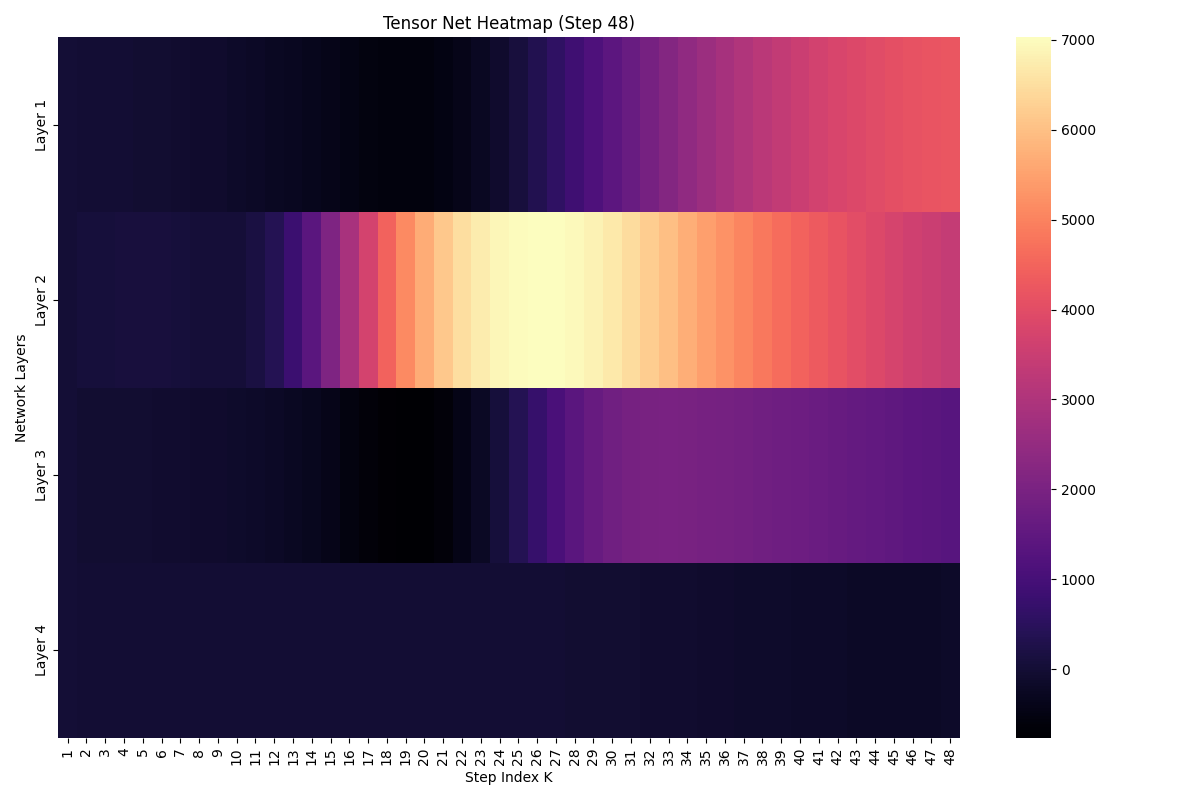 Tensor Net Heatmap (Step 48)
Network Layers
Layer 1
Layer 2
Layer 3
Layer 4
1 2 3 4 5 6 7 8 9 10 11 12 13 14 15 16 17 18 19 20 21 22 23 24 25 26 27 28 29 30 31 32 33 34 35 36 37 38 39 40 41 42 43 44 45 46 47 48
Step Index K
7000
6000
5000
4000
3000
2000
1000
0